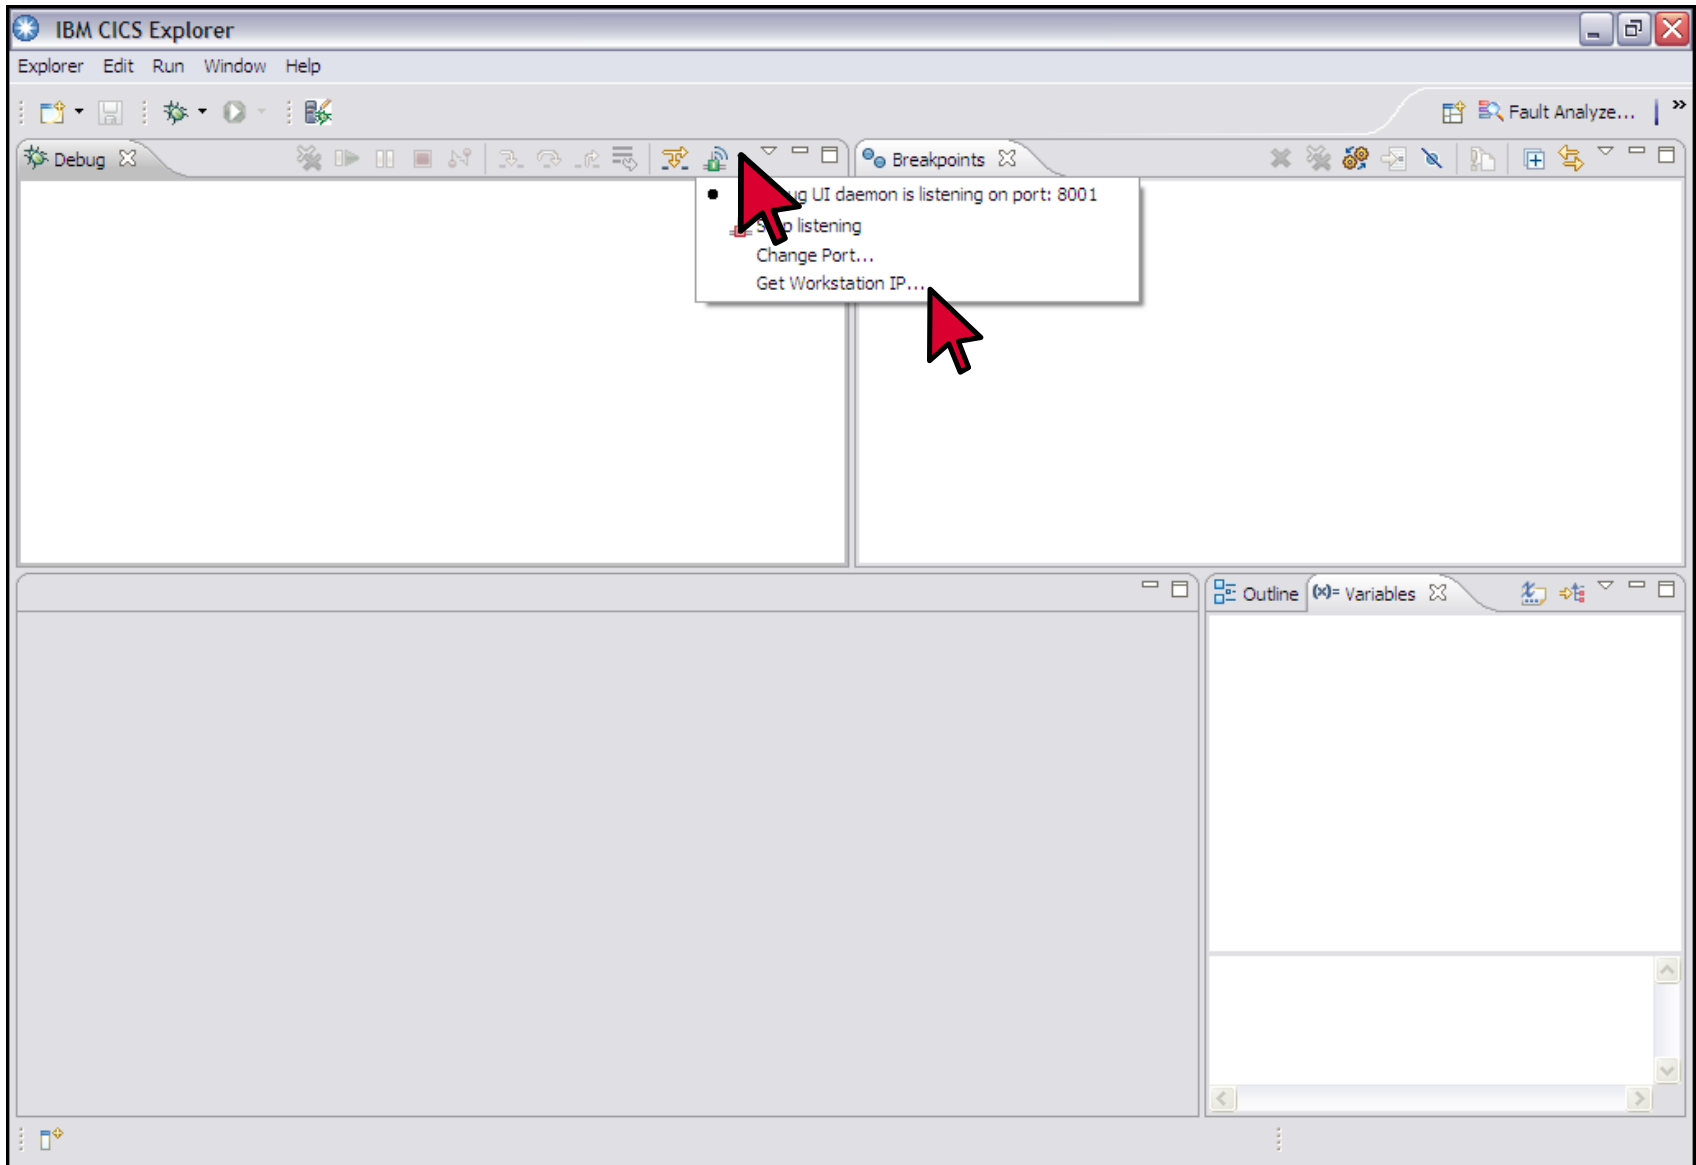 IBM CICS Explorer
Explorer Edit Run Window Help
Fault Analyze... »
Debug
Breakpoints
UI daemon is listening on port: 8001
listening
Change Port...
Get Workstation IP...
Outline (x)= Variables